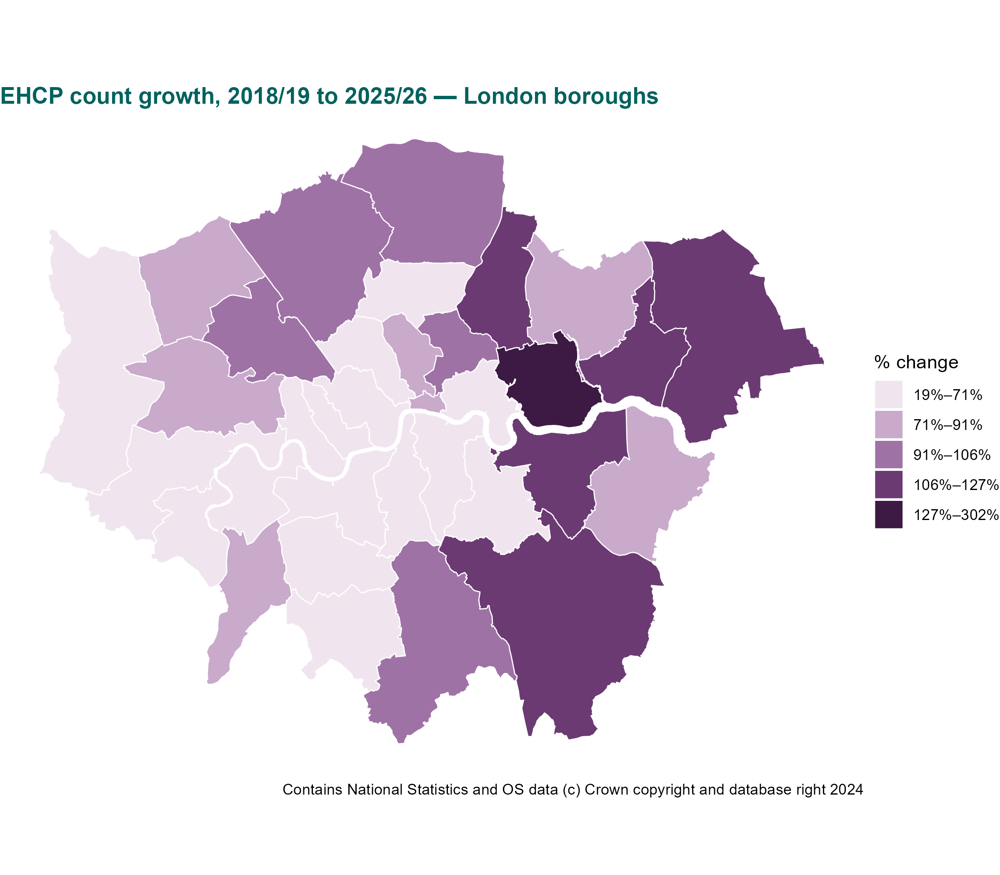 EHCP count growth, 2018/19 to 2025/26 — London boroughs
% change
19%–71%
71%–91%
91%–106%
106%–127%
127%–302%
Contains National Statistics and OS data (c) Crown copyright and database right 2024